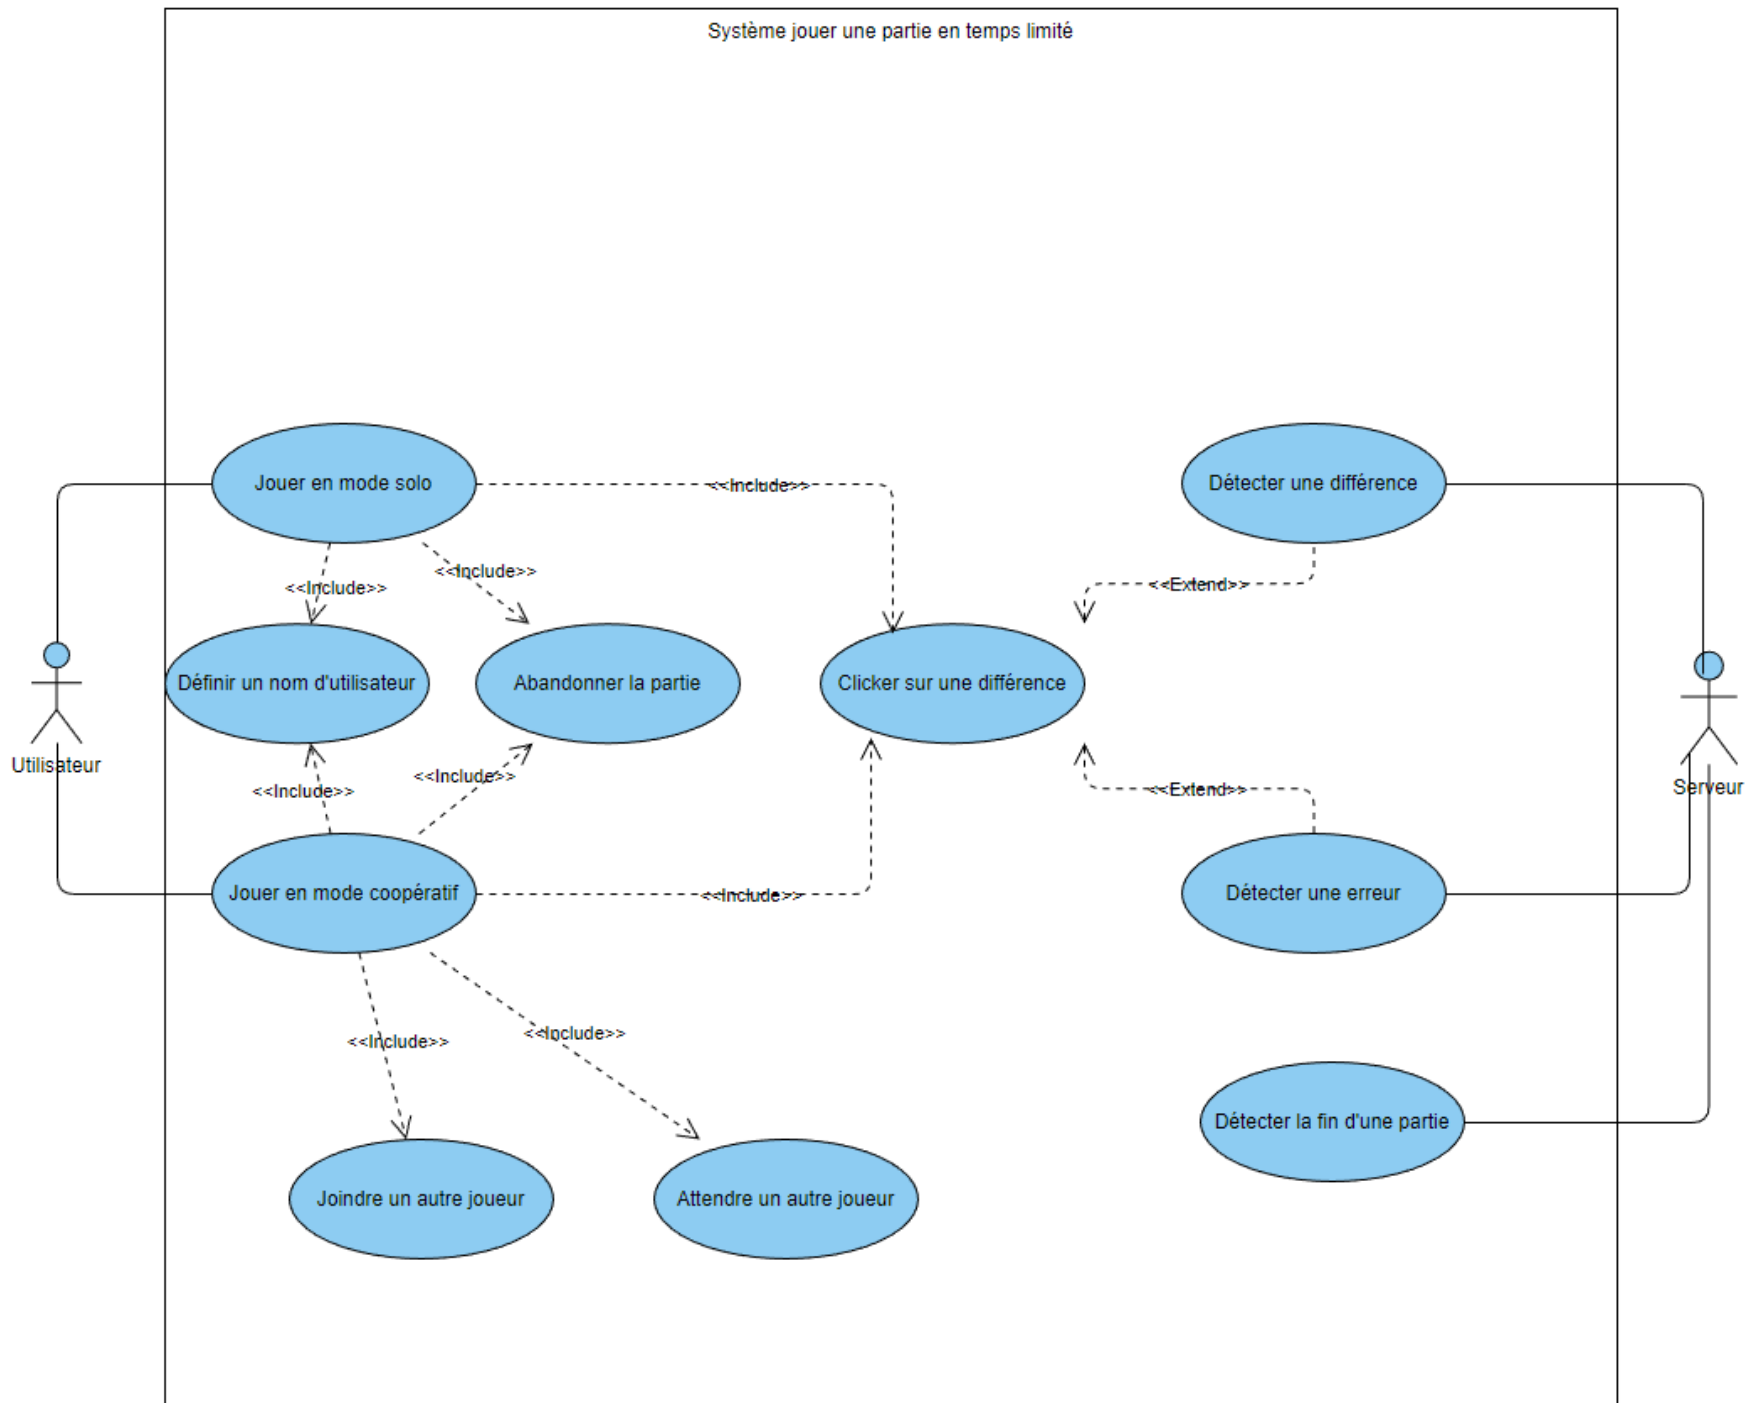 Système jouer une partie en temps limité
Jouer en mode solo
<<Include>>
Détecter une différence
<<Include>>
<<Include>>
<<Extend>>
Définir un nom d'utilisateur
Abandonner la partie
Clicker sur une différence
Utilisateur
Serveur
<<Include>>
<<Include>>
<<Extend>>
Jouer en mode coopératif
<<Include>>
Détecter une erreur
<<Include>>
<<Include>>
Détecter la fin d'une partie
Joindre un autre joueur
Attendre un autre joueur